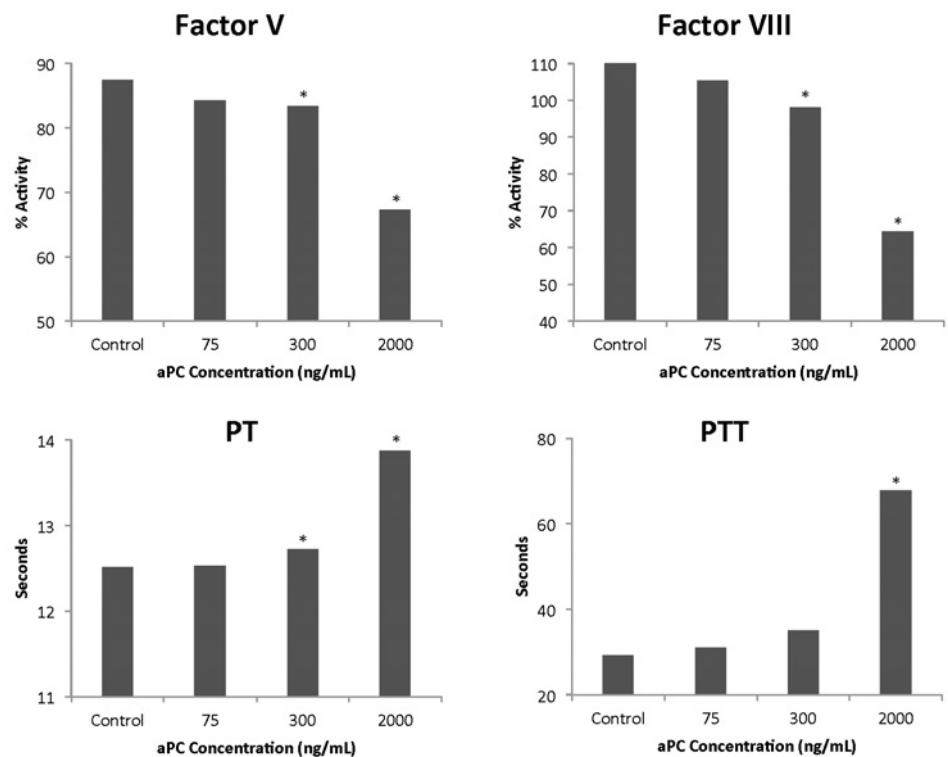 Factor V
90
80
70
60
50
% Activity
*
*
Control 75 300 2000
aPC Concentration (ng/mL)
Factor VIII
110
100
90
80
70
60
50
40
% Activity
*
*
Control 75 300 2000
aPC Concentration (ng/mL)
PT
14
13
12
11
Seconds
*
*
Control 75 300 2000
aPC Concentration (ng/mL)
PTT
80
60
40
20
Seconds
*
Control 75 300 2000
aPC Concentration (ng/mL)